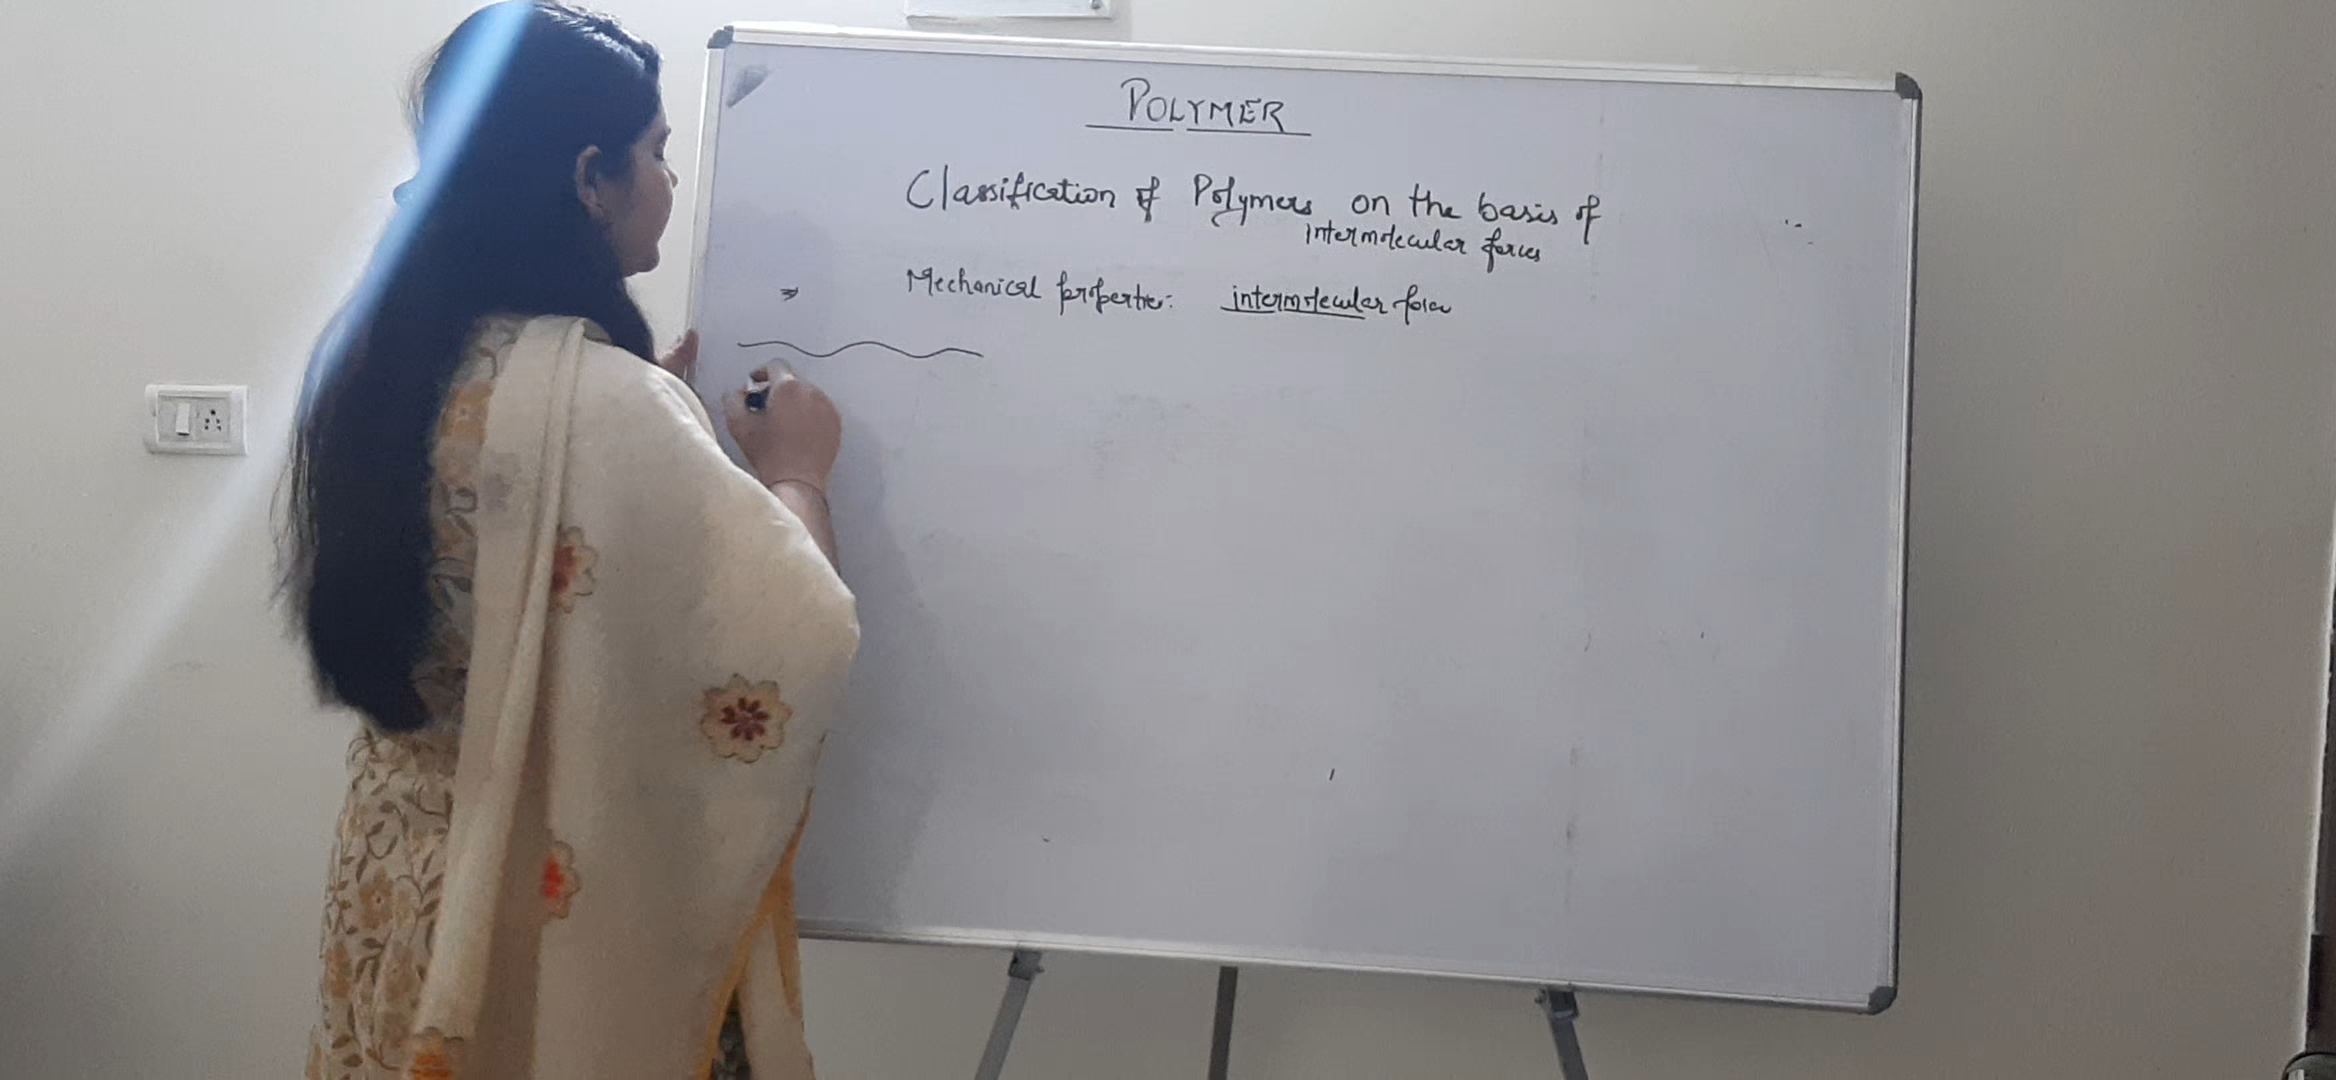 POLYMER
Classification of Polymers on the basis of
intermolecular forces
⇒ Mechanical properties: intermolecular force